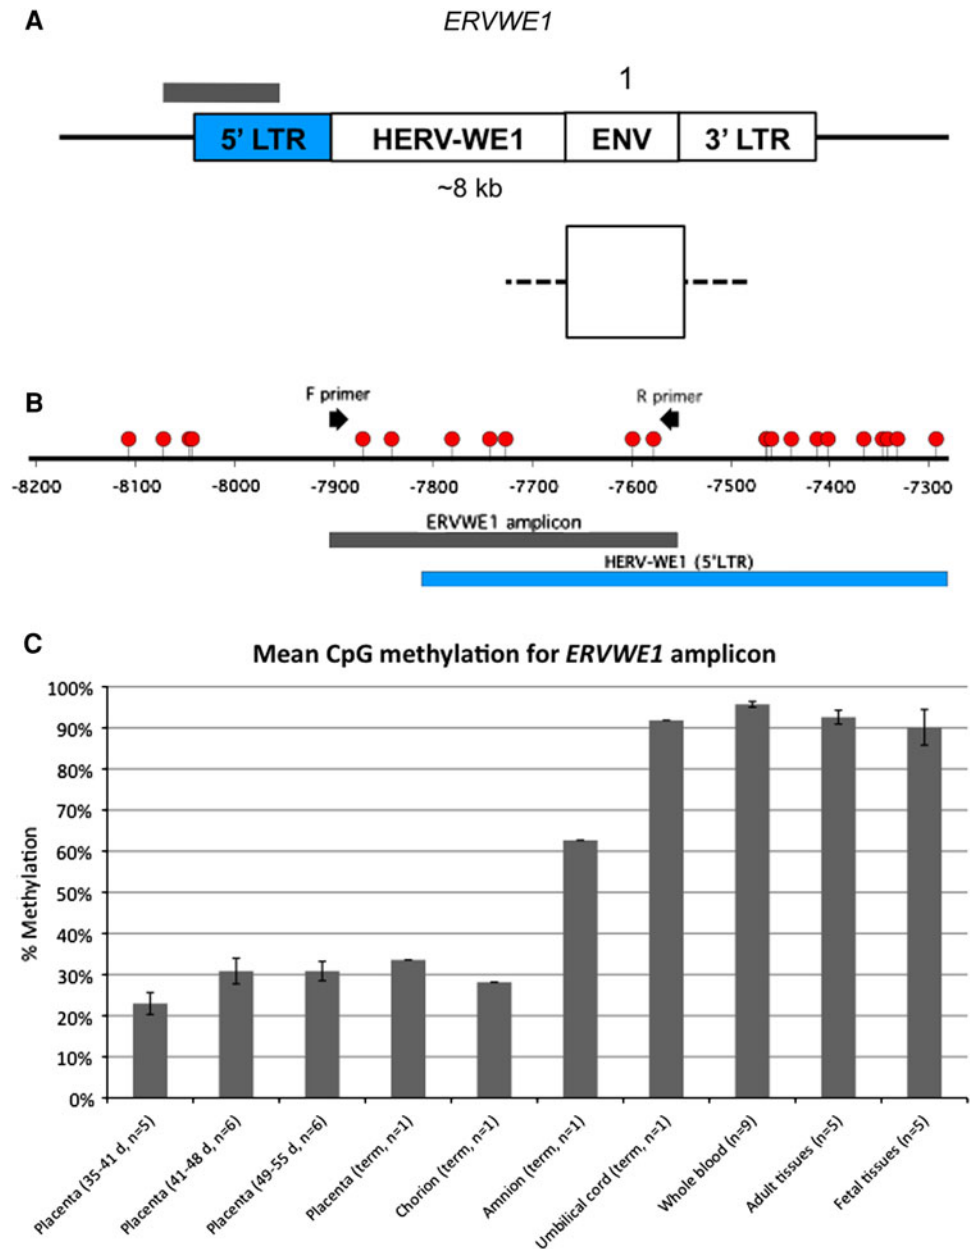 A
ERVWE1
1
5’ LTR HERV-WE1 ENV 3’ LTR
~8 kb
B
F primer R primer
-8200 -8100 -8000 -7900 -7800 -7700 -7600 -7500 -7400 -7300
ERVWE1 amplicon
HERV-WE1 (5'LTR)
C
Mean CpG methylation for ERVWE1 amplicon
100%
90%
80%
70%
60%
50%
40%
30%
20%
10%
0%
% Methylation
Placenta (35-41 d, n=5)
Placenta (41-48 d, n=6)
Placenta (49-55 d, n=6)
Placenta (term, n=1)
Chorion (term, n=1)
Amnion (term, n=1)
Umbilical cord (term, n=1)
Whole blood (n=9)
Adult tissues (n=5)
Fetal tissues (n=5)